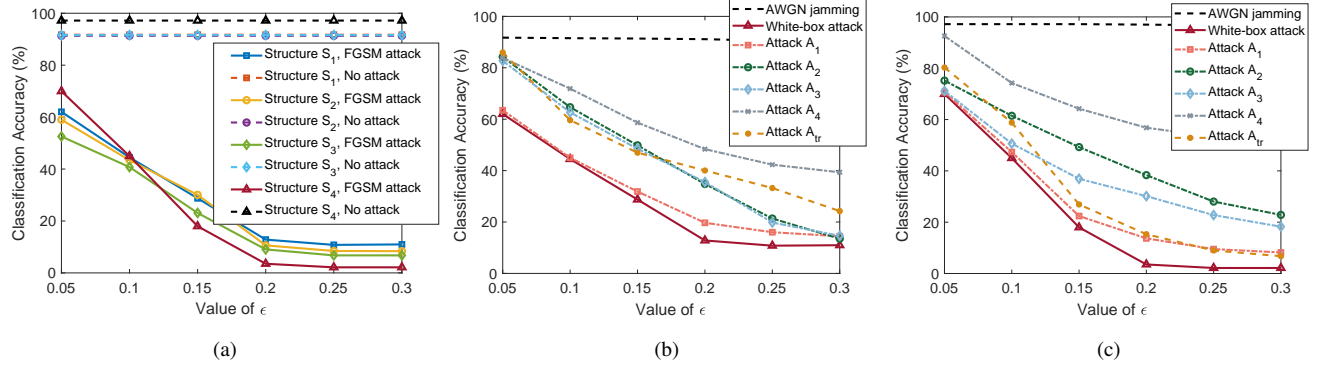 100
80
60
40
20
0
Classification Accuracy (%)
0.05 0.1 0.15 0.2 0.25 0.3
Value of ϵ
Structure S1, FGSM attack
Structure S1, No attack
Structure S2, FGSM attack
Structure S2, No attack
Structure S3, FGSM attack
Structure S3, No attack
Structure S4, FGSM attack
Structure S4, No attack
(a)
100
80
60
40
20
0
Classification Accuracy (%)
0.05 0.1 0.15 0.2 0.25 0.3
Value of ϵ
AWGN jamming
White-box attack
Attack A1
Attack A2
Attack A3
Attack A4
Attack Atr
(b)
100
80
60
40
20
0
Classification Accuracy (%)
0.05 0.1 0.15 0.2 0.25 0.3
Value of ϵ
AWGN jamming
White-box attack
Attack A1
Attack A2
Attack A3
Attack A4
Attack Atr
(c)